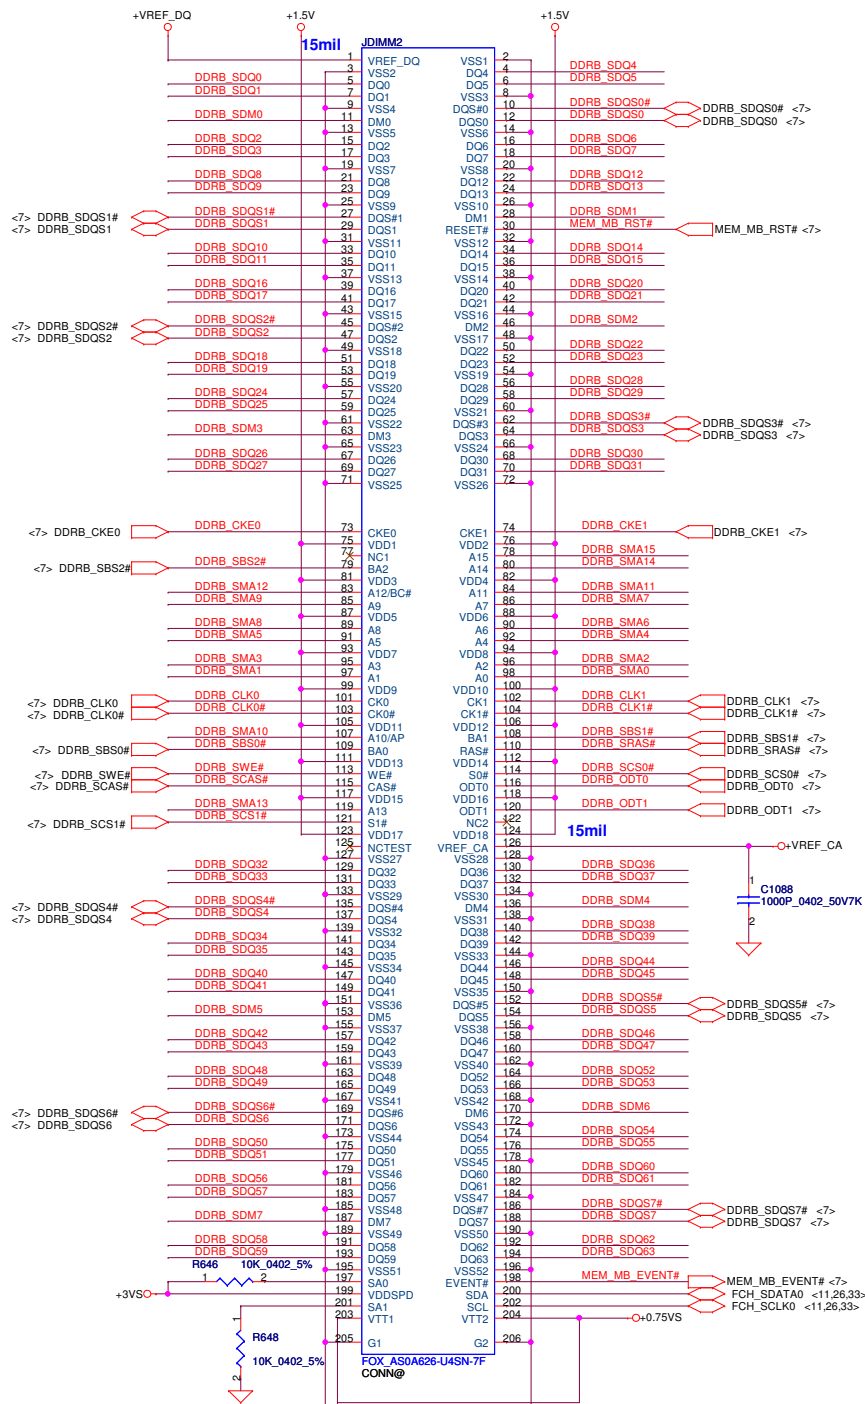 +VREF_DQ +1.5V +1.5V
15mil JDIMM2
1 VREF_DQ VSS1 2
3 VSS2 DQ4 4 DDRB_SDQ4
DDRB_SDQ0 5 DQ0 DQ5 6 DDRB_SDQ5
DDRB_SDQ1 7 DQ1 VSS3 8
9 VSS4 DQS#0 10 DDRB_SDQS0# DDRB_SDQS0# <7>
DDRB_SDM0 11 DM0 DQS0 12 DDRB_SDQS0 DDRB_SDQS0 <7>
13 VSS5 VSS6 14
DDRB_SDQ2 15 DQ2 DQ6 16 DDRB_SDQ6
DDRB_SDQ3 17 DQ3 DQ7 18 DDRB_SDQ7
19 VSS7 VSS8 20
DDRB_SDQ8 21 DQ8 DQ12 22 DDRB_SDQ12
DDRB_SDQ9 23 DQ9 DQ13 24 DDRB_SDQ13
25 VSS9 VSS10 26
<7> DDRB_SDQS1# DDRB_SDQS1# 27 DQS#1 DM1 28 DDRB_SDM1
<7> DDRB_SDQS1 DDRB_SDQS1 29 DQS1 RESET# 30 MEM_MB_RST# MEM_MB_RST# <7>
31 VSS11 VSS12 32
DDRB_SDQ10 33 DQ10 DQ14 34 DDRB_SDQ14
DDRB_SDQ11 35 DQ11 DQ15 36 DDRB_SDQ15
37 VSS13 VSS14 38
DDRB_SDQ16 39 DQ16 DQ20 40 DDRB_SDQ20
DDRB_SDQ17 41 DQ17 DQ21 42 DDRB_SDQ21
43 VSS15 VSS16 44
<7> DDRB_SDQS2# DDRB_SDQS2# 45 DQS#2 DM2 46 DDRB_SDM2
<7> DDRB_SDQS2 DDRB_SDQS2 47 DQS2 VSS17 48
49 VSS18 DQ22 50 DDRB_SDQ22
DDRB_SDQ18 51 DQ18 DQ23 52 DDRB_SDQ23
DDRB_SDQ19 53 DQ19 VSS19 54
55 VSS20 DQ28 56 DDRB_SDQ28
DDRB_SDQ24 57 DQ24 DQ29 58 DDRB_SDQ29
DDRB_SDQ25 59 DQ25 VSS21 60
61 VSS22 DQS#3 62 DDRB_SDQS3# DDRB_SDQS3# <7>
DDRB_SDM3 63 DM3 DQS3 64 DDRB_SDQS3 DDRB_SDQS3 <7>
65 VSS23 VSS24 66
DDRB_SDQ26 67 DQ26 DQ30 68 DDRB_SDQ30
DDRB_SDQ27 69 DQ27 DQ31 70 DDRB_SDQ31
71 VSS25 VSS26 72
<7> DDRB_CKE0 DDRB_CKE0 73 CKE0 CKE1 74 DDRB_CKE1 DDRB_CKE1 <7>
75 VDD1 VDD2 76
77 NC1 A15 78 DDRB_SMA15
<7> DDRB_SBS2# DDRB_SBS2# 79 BA2 A14 80 DDRB_SMA14
81 VDD3 VDD4 82
DDRB_SMA12 83 A12/BC# A11 84 DDRB_SMA11
DDRB_SMA9 85 A9 A7 86 DDRB_SMA7
87 VDD5 VDD6 88
DDRB_SMA8 89 A8 A6 90 DDRB_SMA6
DDRB_SMA5 91 A5 A4 92 DDRB_SMA4
93 VDD7 VDD8 94
DDRB_SMA3 95 A3 A2 96 DDRB_SMA2
DDRB_SMA1 97 A1 A0 98 DDRB_SMA0
99 VDD9 VDD10 100
<7> DDRB_CLK0 DDRB_CLK0 101 CK0 CK1 102 DDRB_CLK1 DDRB_CLK1 <7>
<7> DDRB_CLK0# DDRB_CLK0# 103 CK0# CK1# 104 DDRB_CLK1# DDRB_CLK1# <7>
105 VDD11 VDD12 106
DDRB_SMA10 107 A10/AP BA1 108 DDRB_SBS1# DDRB_SBS1# <7>
<7> DDRB_SBS0# DDRB_SBS0# 109 BA0 RAS# 110 DDRB_SRAS# DDRB_SRAS# <7>
111 VDD13 VDD14 112
<7> DDRB_SWE# DDRB_SWE# 113 WE# S0# 114 DDRB_SCS0# DDRB_SCS0# <7>
<7> DDRB_SCAS# DDRB_SCAS# 115 CAS# ODT0 116 DDRB_ODT0 DDRB_ODT0 <7>
117 VDD15 VDD16 118
DDRB_SMA13 119 A13 ODT1 120 DDRB_ODT1 DDRB_ODT1 <7>
<7> DDRB_SCS1# DDRB_SCS1# 121 S1# NC2 122
123 VDD17 VDD18 124 15mil
125 NCTEST VREF_CA 126 +VREF_CA
127 VSS27 VSS28 128
DDRB_SDQ32 129 DQ32 DQ36 130 DDRB_SDQ36
DDRB_SDQ33 131 DQ33 DQ37 132 DDRB_SDQ37 1
133 VSS29 VSS30 134 C1088
<7> DDRB_SDQS4# DDRB_SDQS4# 135 DQS#4 DM4 136 DDRB_SDM4 1000P_0402_50V7K
<7> DDRB_SDQS4 DDRB_SDQS4 137 DQS4 VSS31 138 2
139 VSS32 DQ38 140 DDRB_SDQ38
DDRB_SDQ34 141 DQ34 DQ39 142 DDRB_SDQ39
DDRB_SDQ35 143 DQ35 VSS33 144
145 VSS34 DQ44 146 DDRB_SDQ44
DDRB_SDQ40 147 DQ40 DQ45 148 DDRB_SDQ45
DDRB_SDQ41 149 DQ41 VSS35 150
151 VSS36 DQS#5 152 DDRB_SDQS5# DDRB_SDQS5# <7>
DDRB_SDM5 153 DM5 DQS5 154 DDRB_SDQS5 DDRB_SDQS5 <7>
155 VSS37 VSS38 156
DDRB_SDQ42 157 DQ42 DQ46 158 DDRB_SDQ46
DDRB_SDQ43 159 DQ43 DQ47 160 DDRB_SDQ47
161 VSS39 VSS40 162
DDRB_SDQ48 163 DQ48 DQ52 164 DDRB_SDQ52
DDRB_SDQ49 165 DQ49 DQ53 166 DDRB_SDQ53
167 VSS41 VSS42 168
<7> DDRB_SDQS6# DDRB_SDQS6# 169 DQS#6 DM6 170 DDRB_SDM6
<7> DDRB_SDQS6 DDRB_SDQS6 171 DQS6 VSS43 172
173 VSS44 DQ54 174 DDRB_SDQ54
DDRB_SDQ50 175 DQ50 DQ55 176 DDRB_SDQ55
DDRB_SDQ51 177 DQ51 VSS45 178
179 VSS46 DQ60 180 DDRB_SDQ60
DDRB_SDQ56 181 DQ56 DQ61 182 DDRB_SDQ61
DDRB_SDQ57 183 DQ57 VSS47 184
185 VSS48 DQS#7 186 DDRB_SDQS7# DDRB_SDQS7# <7>
DDRB_SDM7 187 DM7 DQS7 188 DDRB_SDQS7 DDRB_SDQS7 <7>
189 VSS49 VSS50 190
DDRB_SDQ58 191 DQ58 DQ62 192 DDRB_SDQ62
DDRB_SDQ59 193 DQ59 DQ63 194 DDRB_SDQ63
R646 10K_0402_5% 195 VSS51 VSS52 196
1 2 197 SA0 EVENT# 198 MEM_MB_EVENT# MEM_MB_EVENT# <7>
+3VS 199 VDDSPD SDA 200 FCH_SDATA0 <11,26,33>
201 SA1 SCL 202 FCH_SCLK0 <11,26,33>
1 203 VTT1 VTT2 204 +0.75VS
R648 205 G1 G2 206
10K_0402_5% FOX_AS0A626-U4SN-7F
2 CONN@